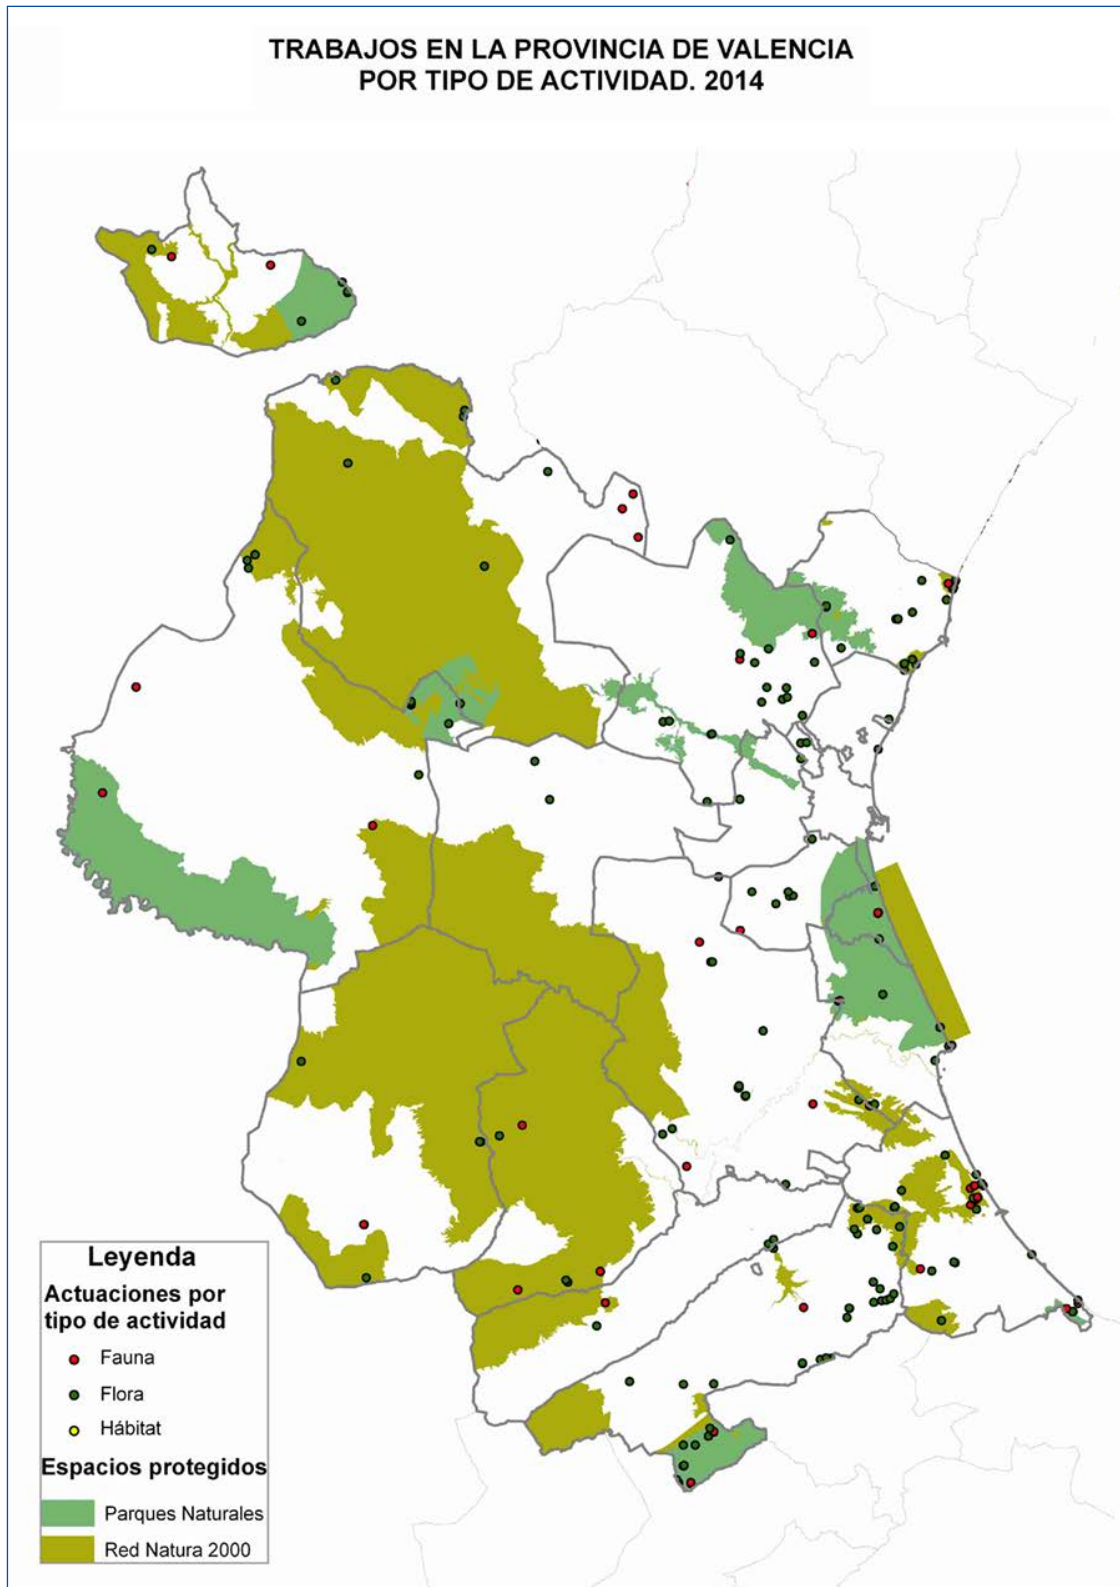 TRABAJOS EN LA PROVINCIA DE VALENCIA
POR TIPO DE ACTIVIDAD. 2014
Leyenda
Actuaciones por
tipo de actividad
Fauna
Flora
Hábitat
Espacios protegidos
Parques Naturales
Red Natura 2000